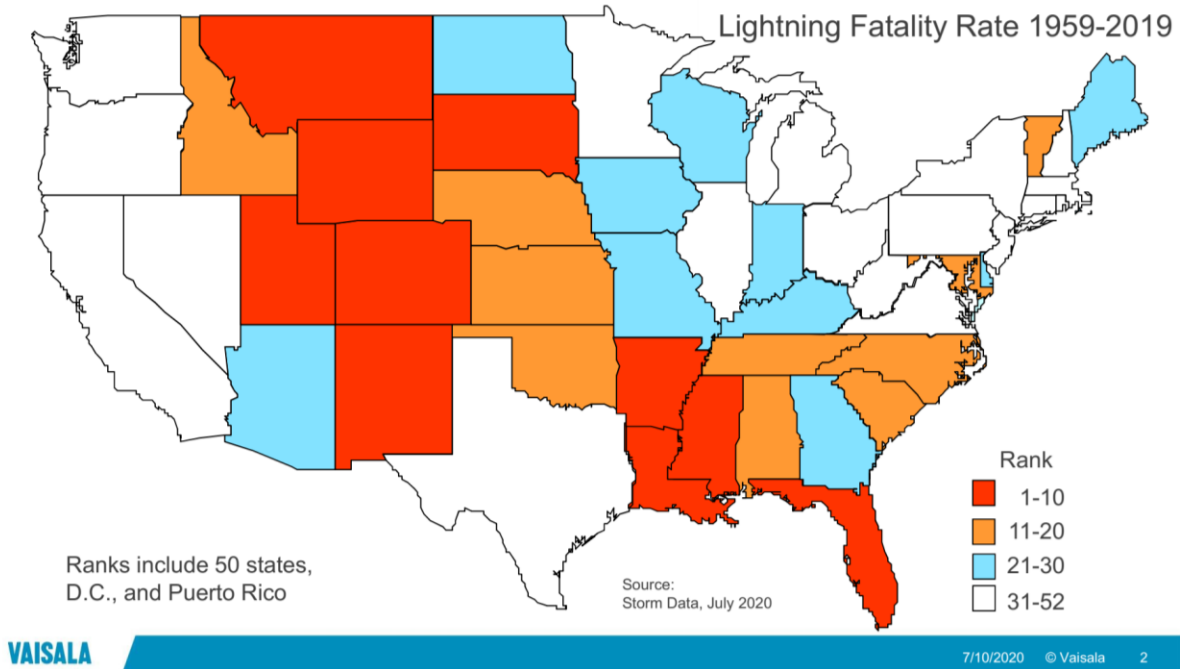 Lightning Fatality Rate 1959-2019
Rank
1-10
11-20
21-30
31-52
Ranks include 50 states,
D.C., and Puerto Rico
Source:
Storm Data, July 2020
VAISALA
7/10/2020 © Vaisala 2